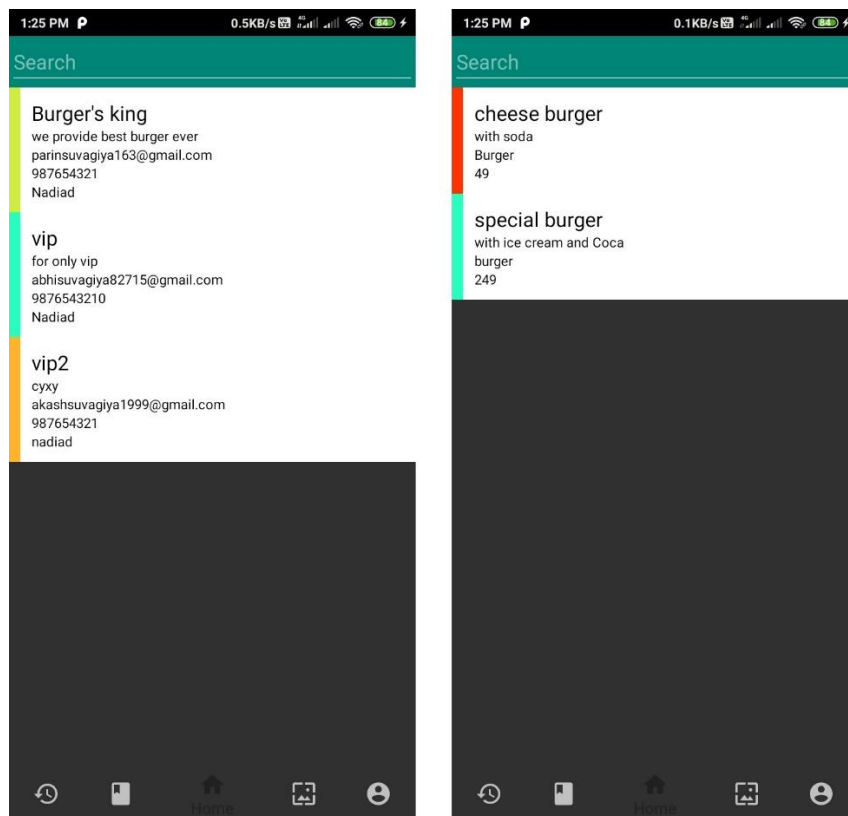 1:25 PM P 0.5KB/s 4G 84
Search
Burger's king
we provide best burger ever
parinsuvagiya163@gmail.com
987654321
Nadiad
vip
for only vip
abhisuvagiya82715@gmail.com
9876543210
Nadiad
vip2
cyxy
akashsuvagiya1999@gmail.com
987654321
nadiad
Home
1:25 PM P 0.1KB/s 4G 84
Search
cheese burger
with soda
Burger
49
special burger
with ice cream and Coca
burger
249
Home